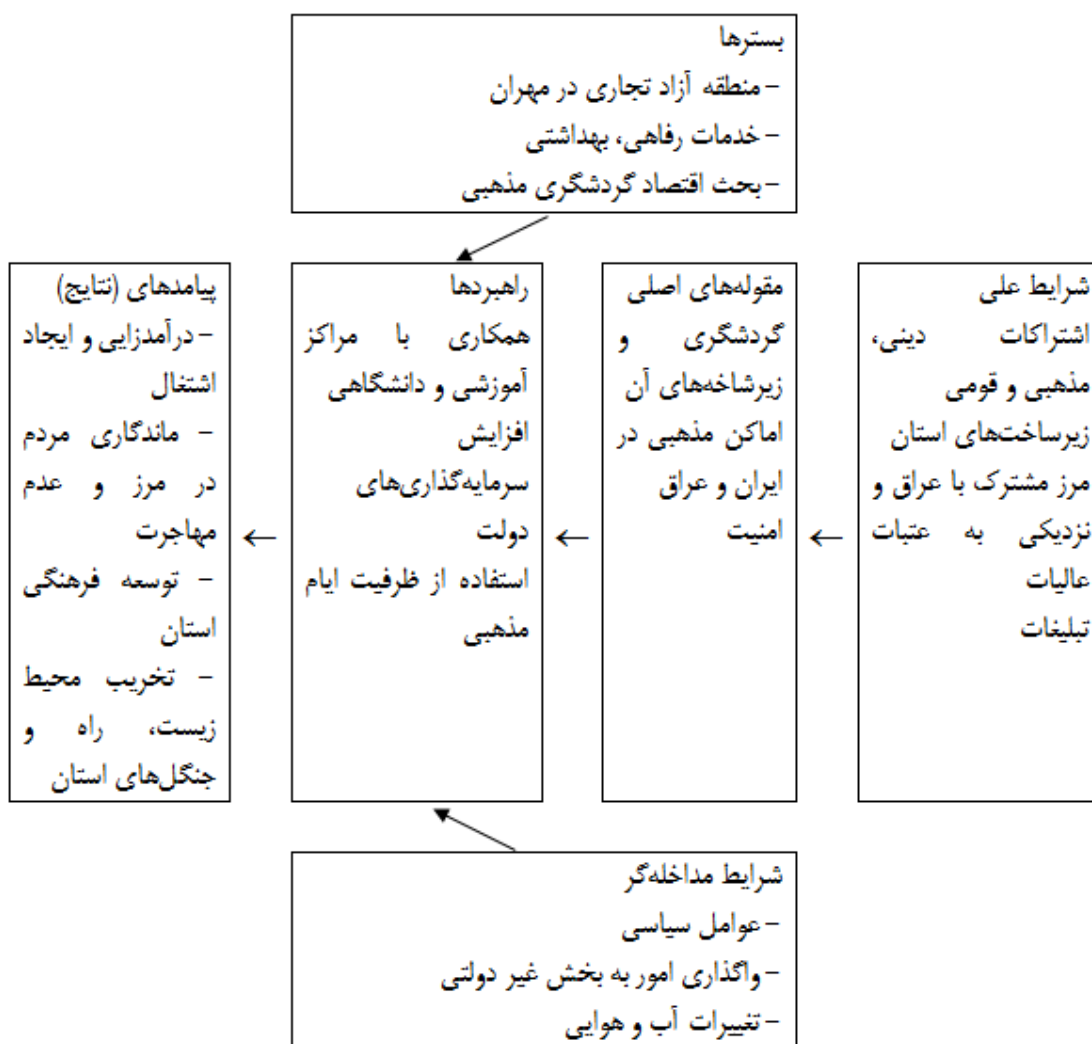 بسترها
-منطقه آزاد تجاری در مهران
-خدمات رفاهی، بهداشتی
-بحث اقتصاد گردشگری مذهبی
شرایط علی
اشتراکات دینی،
مذهبی و قومی
زیرساخت‌های استان
مرز مشترک با عراق و
نزدیکی به عتبات
عالیات
تبلیغات
←
مقوله‌های اصلی
گردشگری و
زیرشاخه‌های آن
اماکن مذهبی در
ایران و عراق
امنیت
←
راهبردها
همکاری با مراکز
آموزشی و دانشگاهی
افزایش
سرمایه‌گذاری‌های
دولت
استفاده از ظرفیت ایام
مذهبی
←
پیامدهای (نتایج)
-درآمدزایی و ایجاد
اشتغال
- ماندگاری مردم
در مرز و عدم
مهاجرت
- توسعه فرهنگی
استان
- تخریب محیط
زیست، راه و
جنگل‌های استان
شرایط مداخله‌گر
-عوامل سیاسی
-واگذاری امور به بخش غیر دولتی
-تغییرات آب و هوایی